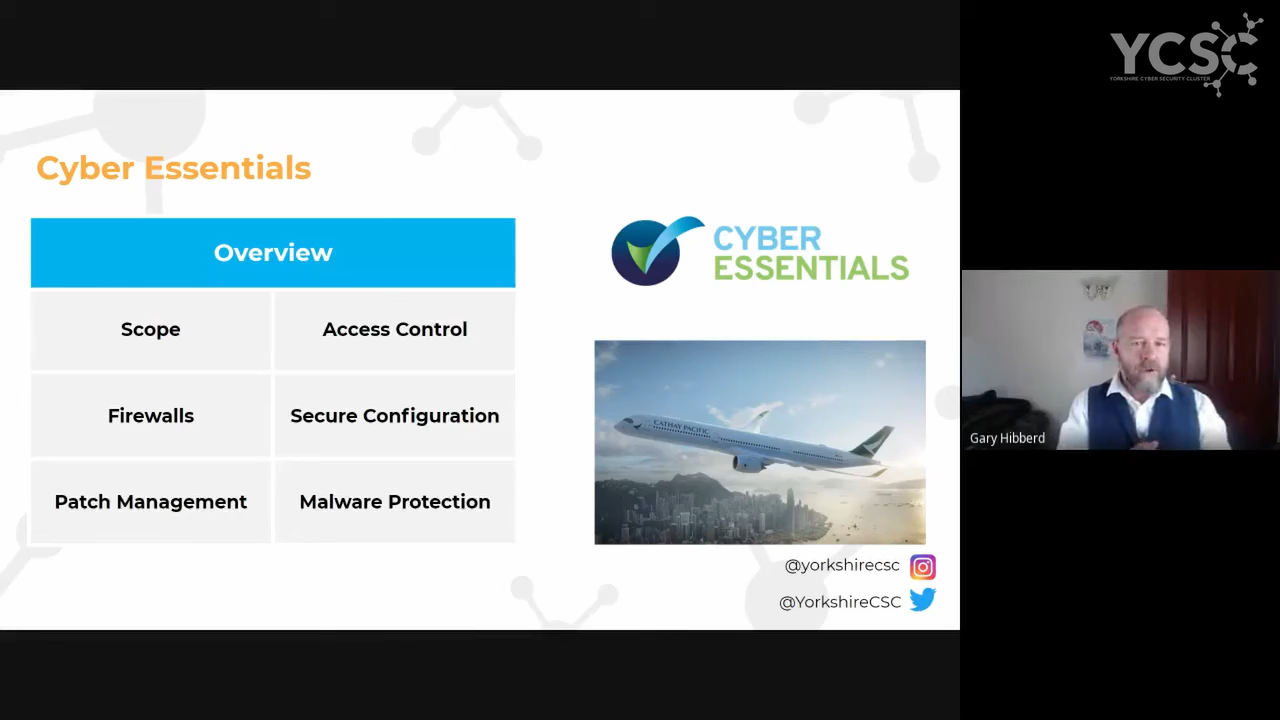 YCSC
YORKSHIRE CYBER SECURITY CLUSTER
Cyber Essentials
Overview
Scope
Access Control
Firewalls
Secure Configuration
Patch Management
Malware Protection
CYBER
ESSENTIALS
CATHAY PACIFIC
@yorkshirecsc
@YorkshireCSC
Gary Hibberd